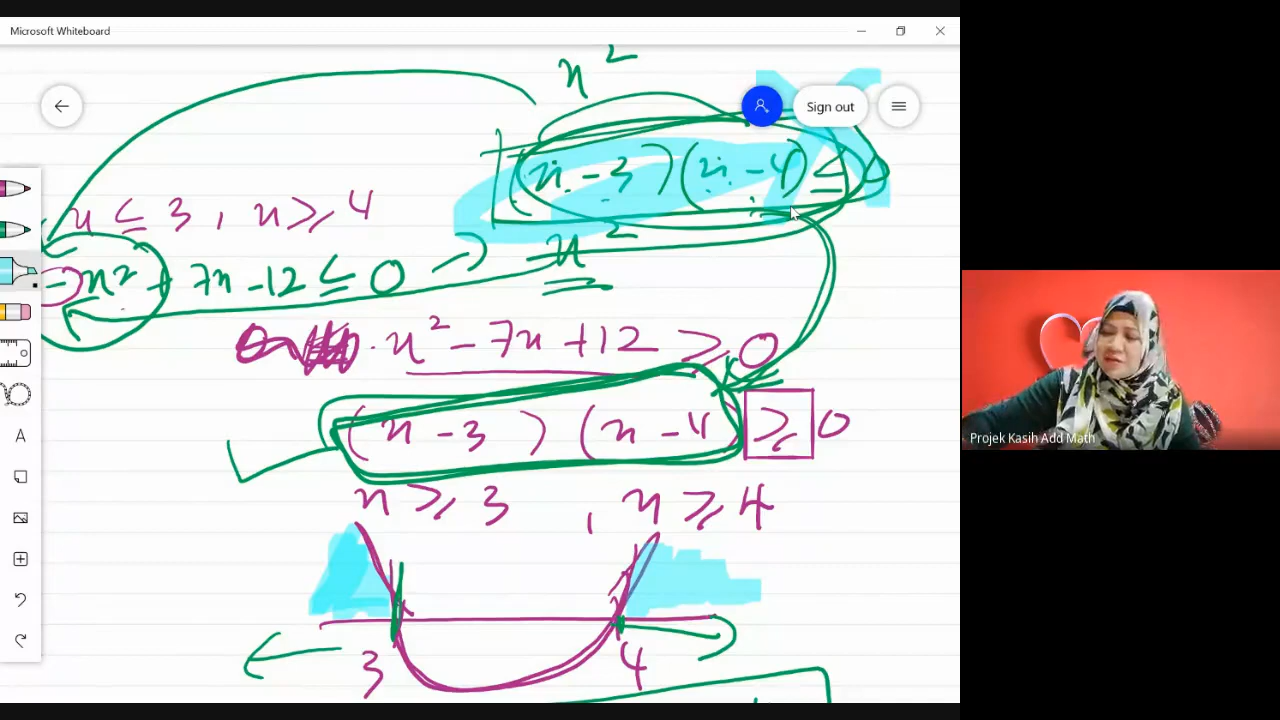 Microsoft Whiteboard
Sign out
x²
(x - 3)(x - 4) ≤ 0
x ≤ 3, x ≥ 4
-x² + 7x - 12 ≤ 0
x²
x² - 7x + 12 ≥ 0
(x - 3)(x - 4) ≥ 0
x ≥ 3, x ≥ 4
3 4
Projek Kasih Add Math